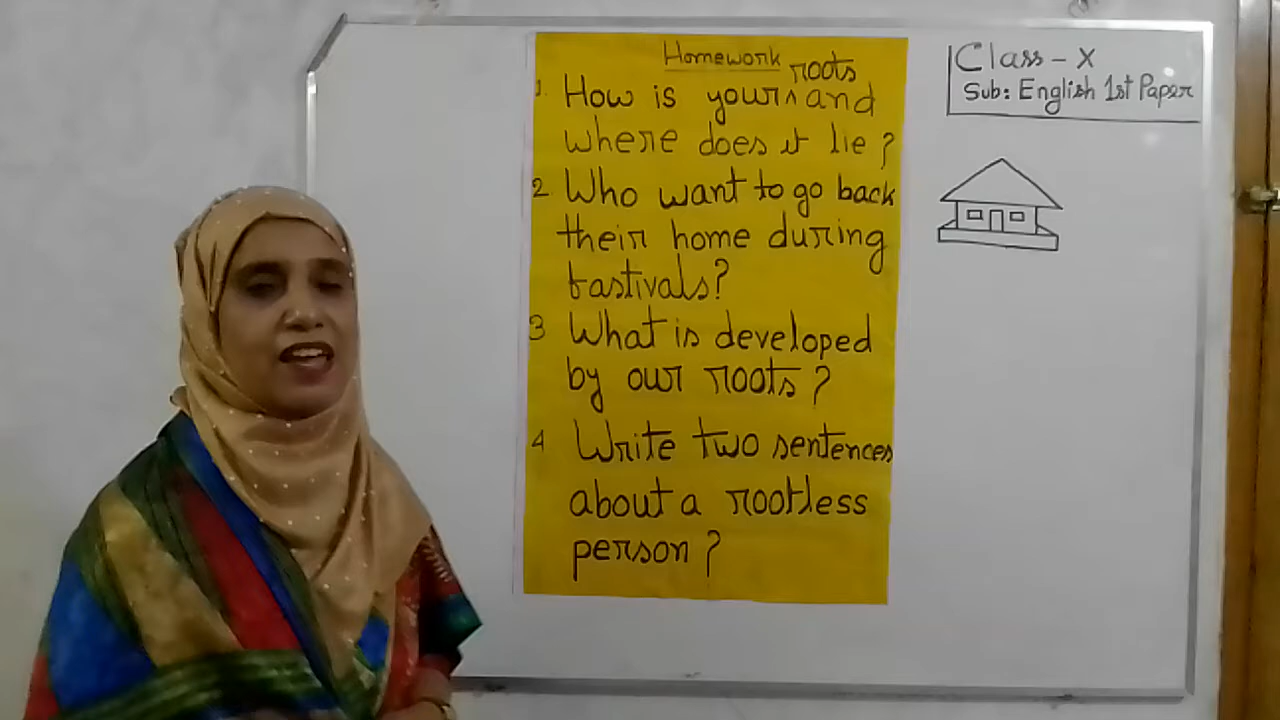 Homework
1. How is yours roots and
where does it lie?
2 Who want to go back
their home during
fastivals?
3 What is developed
by our roots?
4 Write two sentences
about a rootless
person?
Class - X
Sub: English 1st Paper